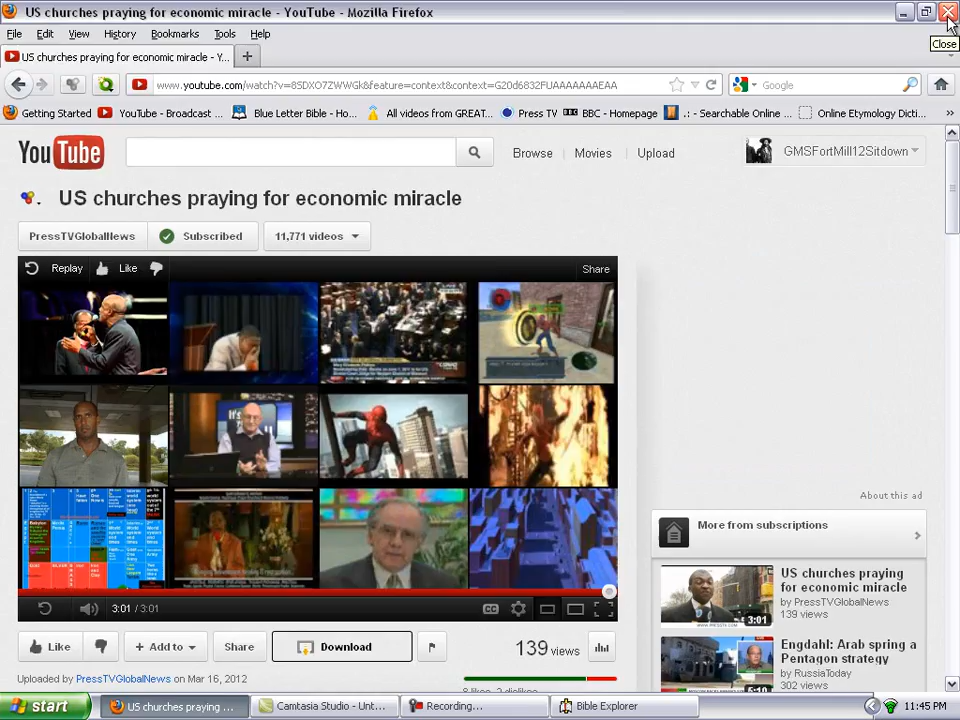 US churches praying for economic miracle - YouTube - Mozilla Firefox
File Edit View History Bookmarks Tools Help
Close
US churches praying for economic miracle - Y...
www.youtube.com/watch?v=85DXO7ZWWGk&feature=context&context=G20d6832FUAAAAAAAEAA
Google
Getting Started YouTube - Broadcast ... Blue Letter Bible - Ho... All videos from GREAT... Press TV BBC BBC - Homepage .: - Searchable Online ... Online Etymology Dicti... »
YouTube Browse Movies Upload GMSFortMill12Sitdown
US churches praying for economic miracle
PressTVGlobalNews Subscribed 11,771 videos
Replay Like Share
3:01 / 3:01 CC
About this ad
More from subscriptions
US churches praying for economic miracle
by PressTVGlobalNews
139 views
3:01
Engdahl: Arab spring a Pentagon strategy
by RussiaToday
302 views
Like + Add to Share Download 139 views
Uploaded by PressTVGlobalNews on Mar 16, 2012
8 likes, 2 dislikes
start US churches praying ... Camtasia Studio - Unt... Recording... Bible Explorer 11:45 PM